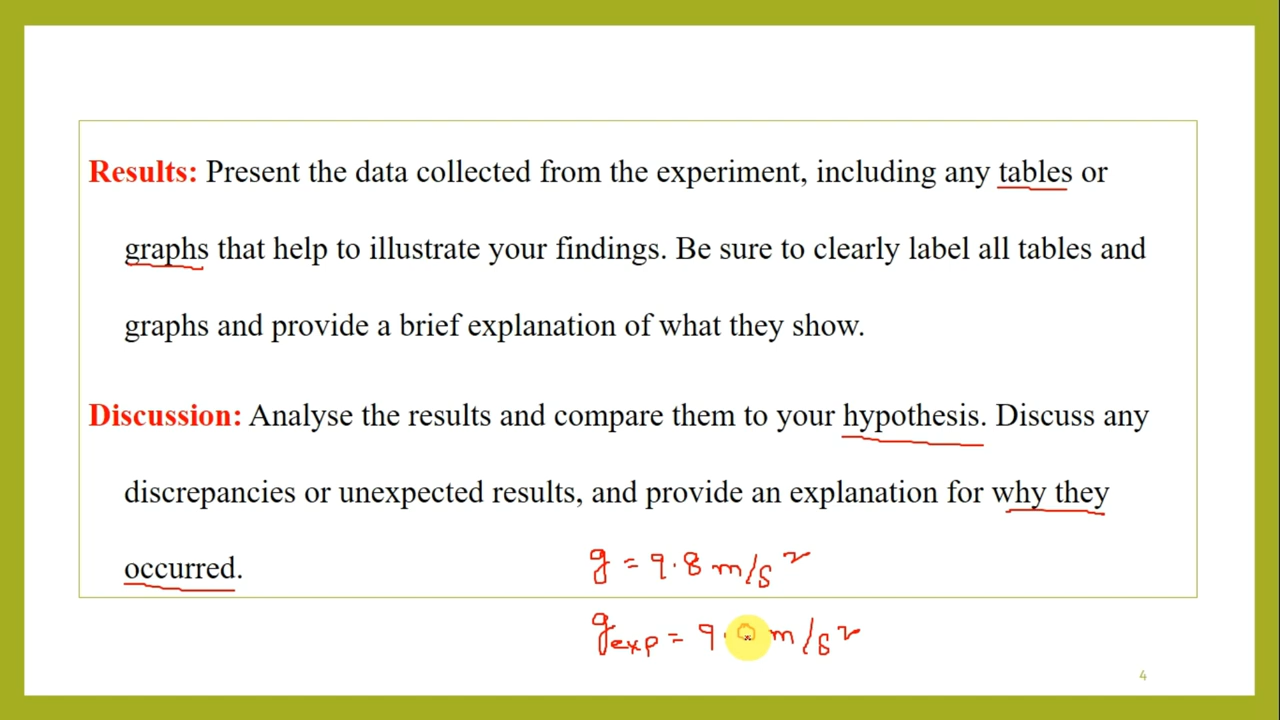 Results: Present the data collected from the experiment, including any tables or
graphs that help to illustrate your findings. Be sure to clearly label all tables and
graphs and provide a brief explanation of what they show.
Discussion: Analyse the results and compare them to your hypothesis. Discuss any
discrepancies or unexpected results, and provide an explanation for why they
occurred.
g = 9.8 m/s²
gexp = 9.0 m/s²
4